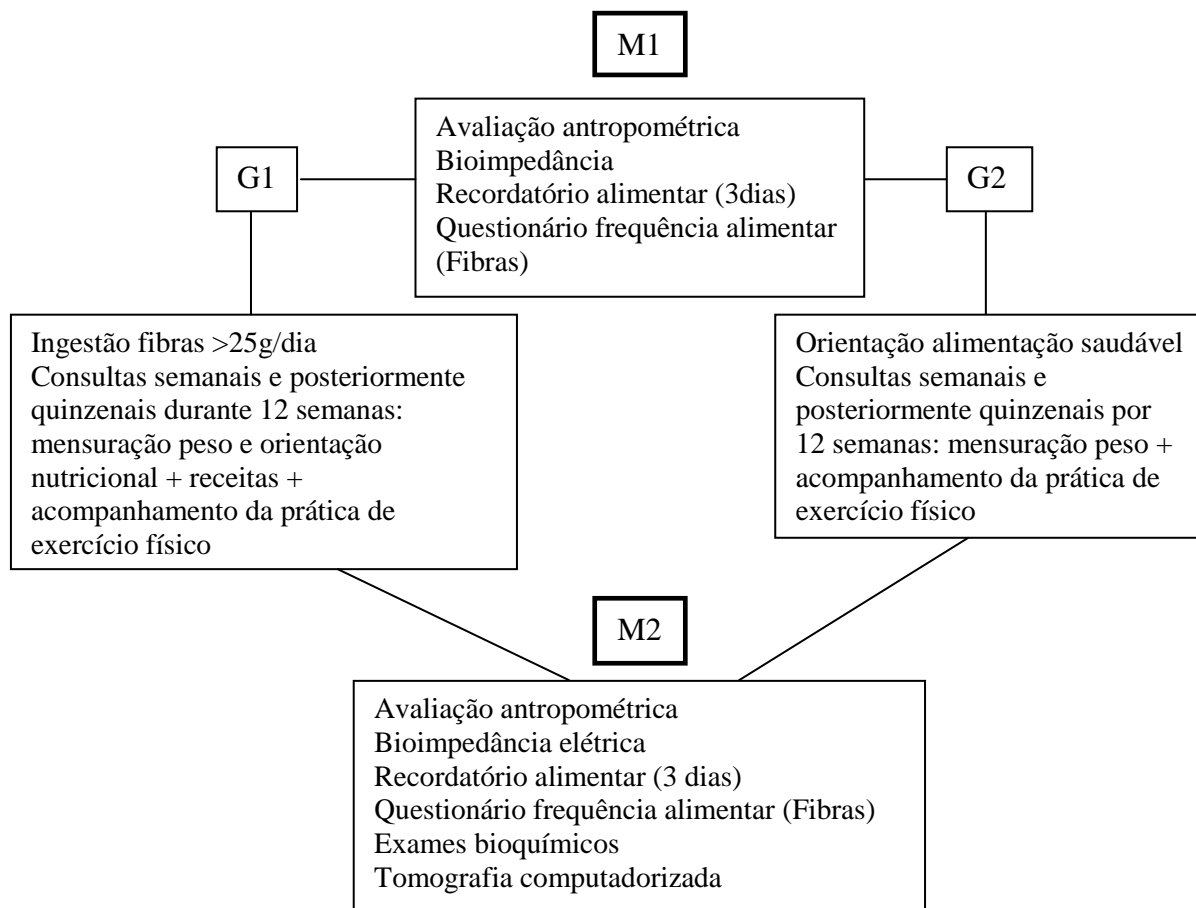 M1
Avaliação antropométrica
Bioimpedância
Recordatório alimentar (3dias)
Questionário frequência alimentar
(Fibras)
G1
G2
Ingestão fibras >25g/dia
Consultas semanais e posteriormente
quinzenais durante 12 semanas:
mensuração peso e orientação
nutricional + receitas +
acompanhamento da prática de
exercício físico
Orientação alimentação saudável
Consultas semanais e
posteriormente quinzenais por
12 semanas: mensuração peso +
acompanhamento da prática de
exercício físico
M2
Avaliação antropométrica
Bioimpedância elétrica
Recordatório alimentar (3 dias)
Questionário frequência alimentar (Fibras)
Exames bioquímicos
Tomografia computadorizada